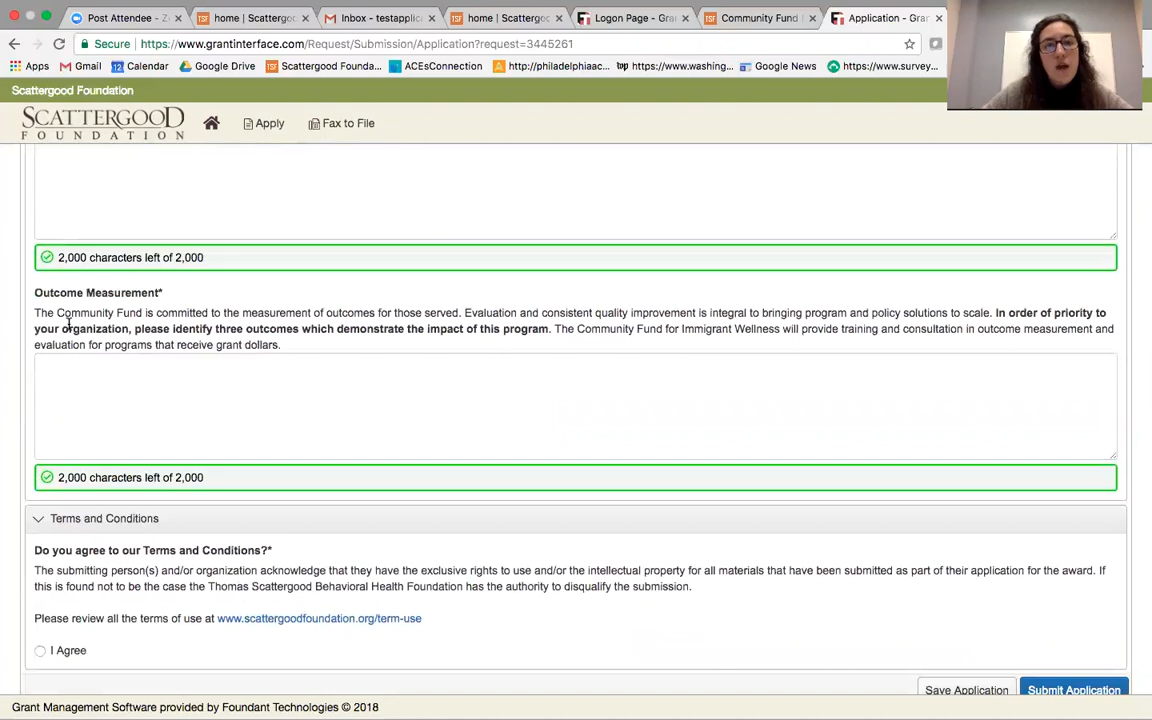 Post Attendee - Z
home | Scattergo
Inbox - testapplic
home | Scattergo
Logon Page - Gra
Community Fund |
Application - Gran
Secure
https://www.grantinterface.com/Request/Submission/Application?request=3445261
Apps
Gmail
Calendar
Google Drive
Scattergood Founda...
ACEsConnection
http://philadelphiaac...
https://www.washing...
Google News
https://www.survey...
Scattergood Foundation
SCATTERGOOD
FOUNDATION
Apply
Fax to File
2,000 characters left of 2,000
Outcome Measurement*
The Community Fund is committed to the measurement of outcomes for those served. Evaluation and consistent quality improvement is integral to bringing program and policy solutions to scale. In order of priority to
your organization, please identify three outcomes which demonstrate the impact of this program. The Community Fund for Immigrant Wellness will provide training and consultation in outcome measurement and
evaluation for programs that receive grant dollars.
2,000 characters left of 2,000
Terms and Conditions
Do you agree to our Terms and Conditions?*
The submitting person(s) and/or organization acknowledge that they have the exclusive rights to use and/or the intellectual property for all materials that have been submitted as part of their application for the award. If
this is found not to be the case the Thomas Scattergood Behavioral Health Foundation has the authority to disqualify the submission.
Please review all the terms of use at www.scattergoodfoundation.org/term-use
I Agree
Save Application
Submit Application
Grant Management Software provided by Foundant Technologies © 2018